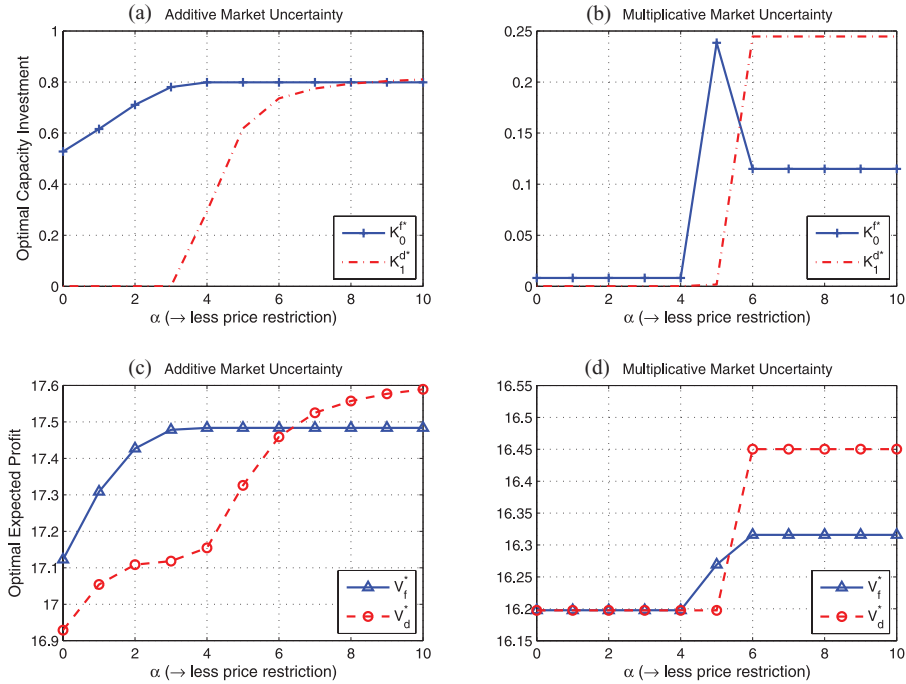 (a) Additive Market Uncertainty
Optimal Capacity Investment
1
0.8
0.6
0.4
0.2
0
0 2 4 6 8 10
α (→ less price restriction)
K₀ᶠ*
K₁ᵈ*
(b) Multiplicative Market Uncertainty
0.25
0.2
0.15
0.1
0.05
0
0 2 4 6 8 10
α (→ less price restriction)
K₀ᶠ*
K₁ᵈ*
(c) Additive Market Uncertainty
Optimal Expected Profit
17.6
17.5
17.4
17.3
17.2
17.1
17
16.9
0 2 4 6 8 10
α (→ less price restriction)
V_f*
V_d*
(d) Multiplicative Market Uncertainty
16.55
16.5
16.45
16.4
16.35
16.3
16.25
16.2
16.15
0 2 4 6 8 10
α (→ less price restriction)
V_f*
V_d*